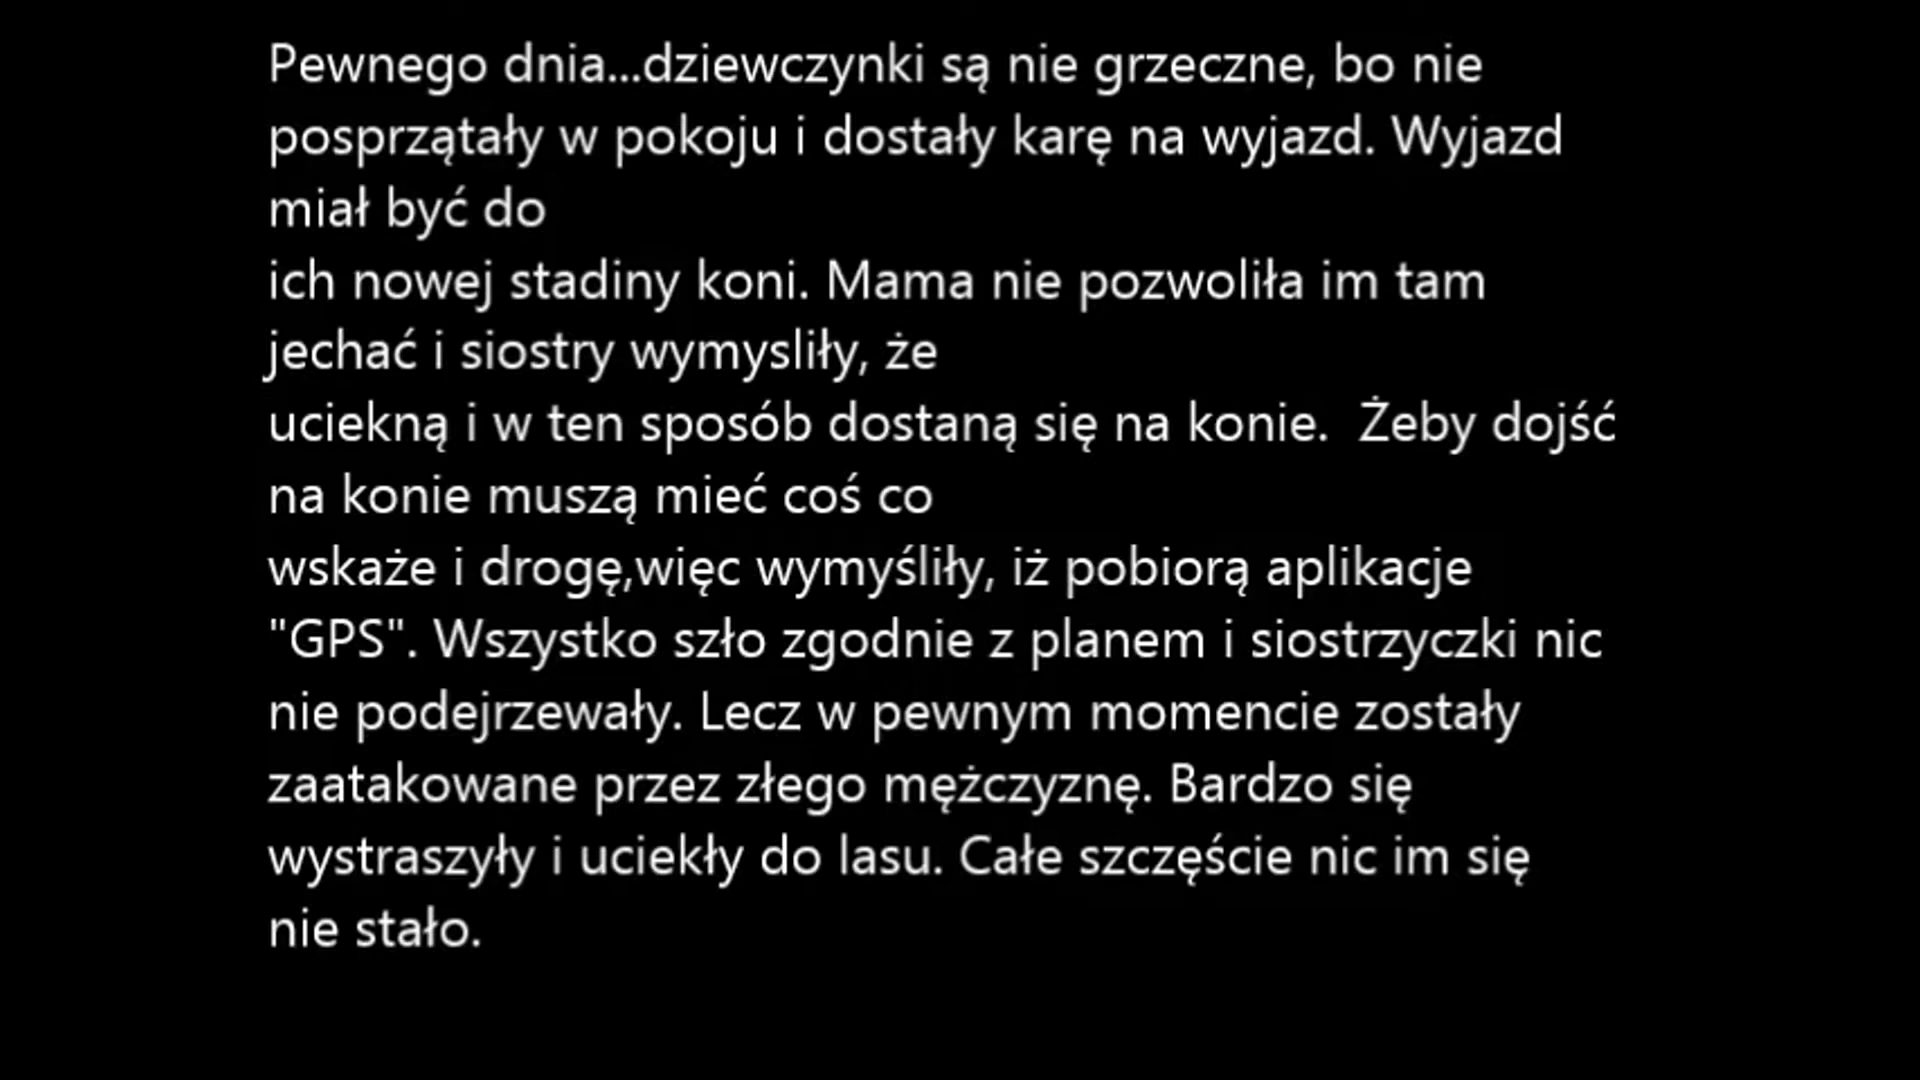 Pewnego dnia...dziewczynki są nie grzeczne, bo nie
posprzątały w pokoju i dostały karę na wyjazd. Wyjazd
miał być do
ich nowej stadiny koni. Mama nie pozwoliła im tam
jechać i siostry wymysliły, że
uciekną i w ten sposób dostaną się na konie.  Żeby dojść
na konie muszą mieć coś co
wskaże i drogę,więc wymyśliły, iż pobiorą aplikacje
"GPS". Wszystko szło zgodnie z planem i siostrzyczki nic
nie podejrzewały. Lecz w pewnym momencie zostały
zaatakowane przez złego mężczyznę. Bardzo się
wystraszyły i uciekły do lasu. Całe szczęście nic im się
nie stało.